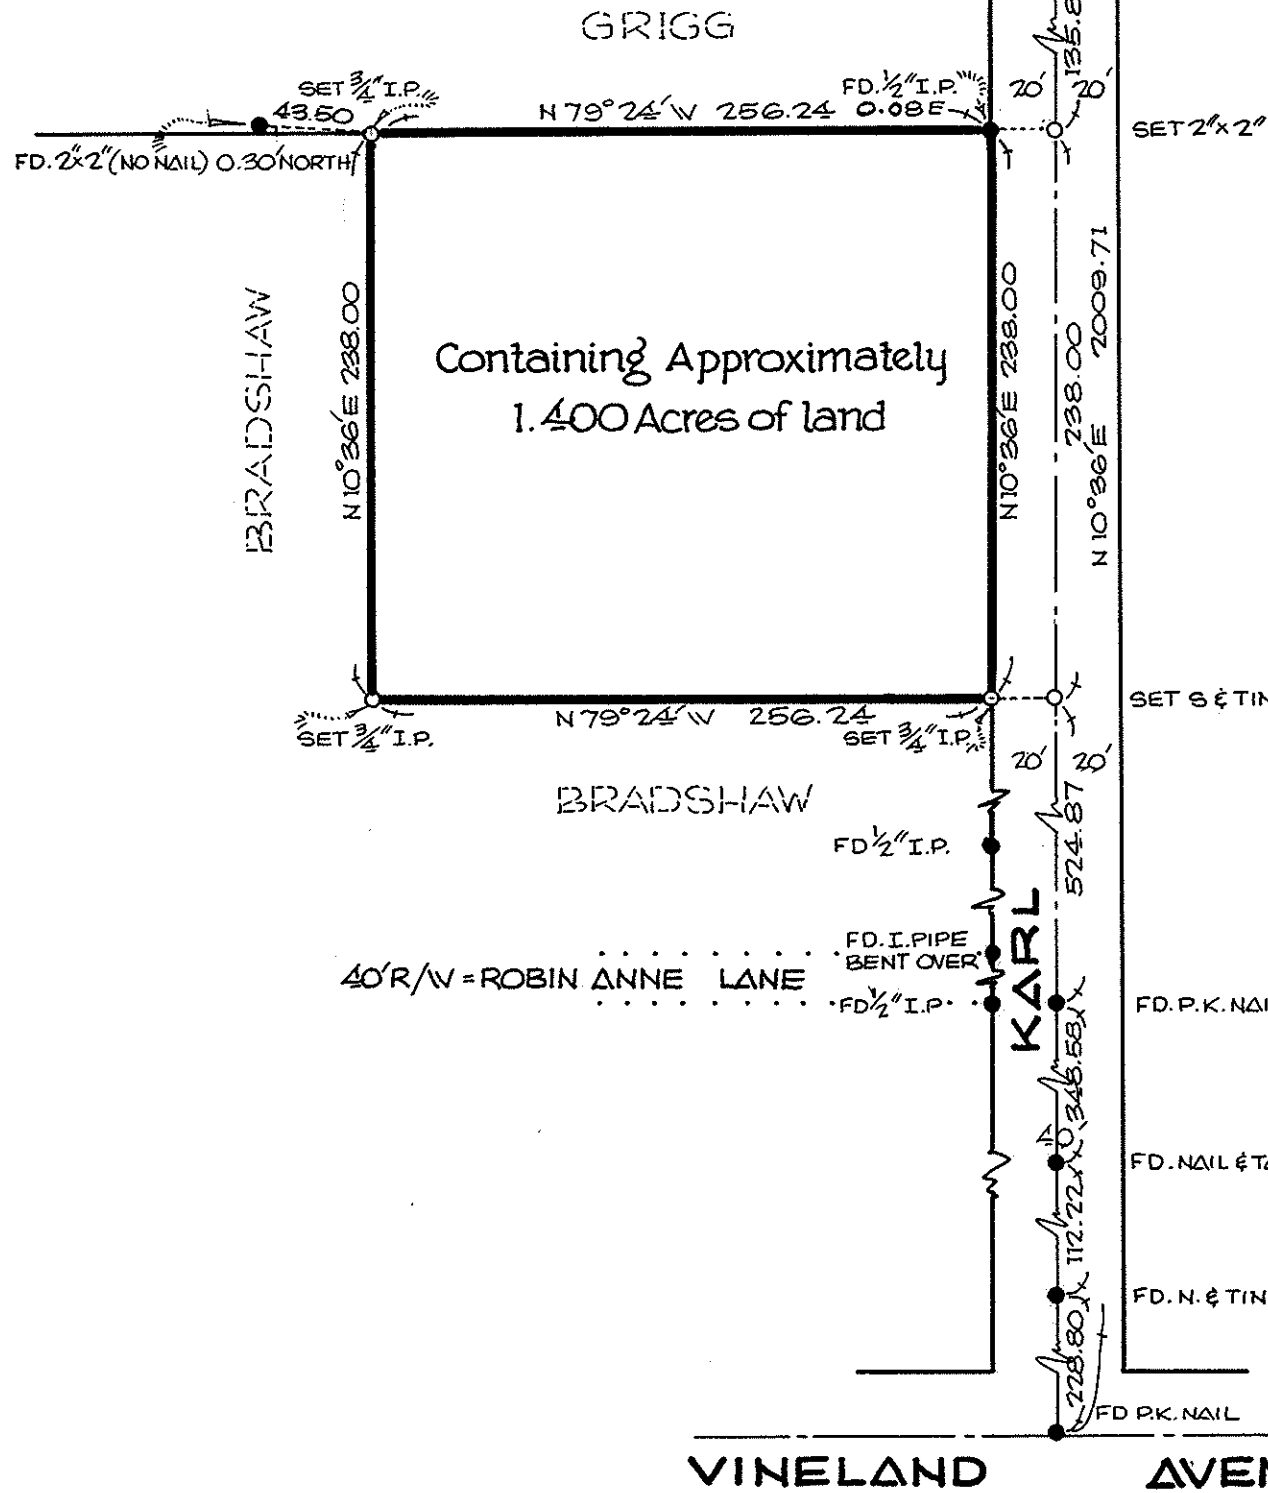 GRIGG
135.8
SET 3/4" I.P.
FD. 1/2" I.P.
20' 20'
43.50
N 79° 24' W 256.24 0.08 E
SET 2" x 2"
FD. 2" x 2" (NO NAIL) 0.30' NORTH
BRADSHAW
N 10° 36' E 238.00
Containing Approximately
1.400 Acres of land
N 10° 36' E 238.00
238.00
N 10° 36' E 2009.71
N 79° 24' W 256.24
SET 3/4" I.P.
SET 3/4" I.P.
SET S & TIN
20' 20'
BRADSHAW
524.87
FD 1/2" I.P.
KARL
FD. I. PIPE
BENT OVER
40' R/W = ROBIN ANNE LANE
FD 1/2" I.P.
FD. P.K. NAI
348.58
FD. NAIL & TA
112.22
FD. N. & TIN
228.80
FD P.K. NAIL
VINELAND AVEN